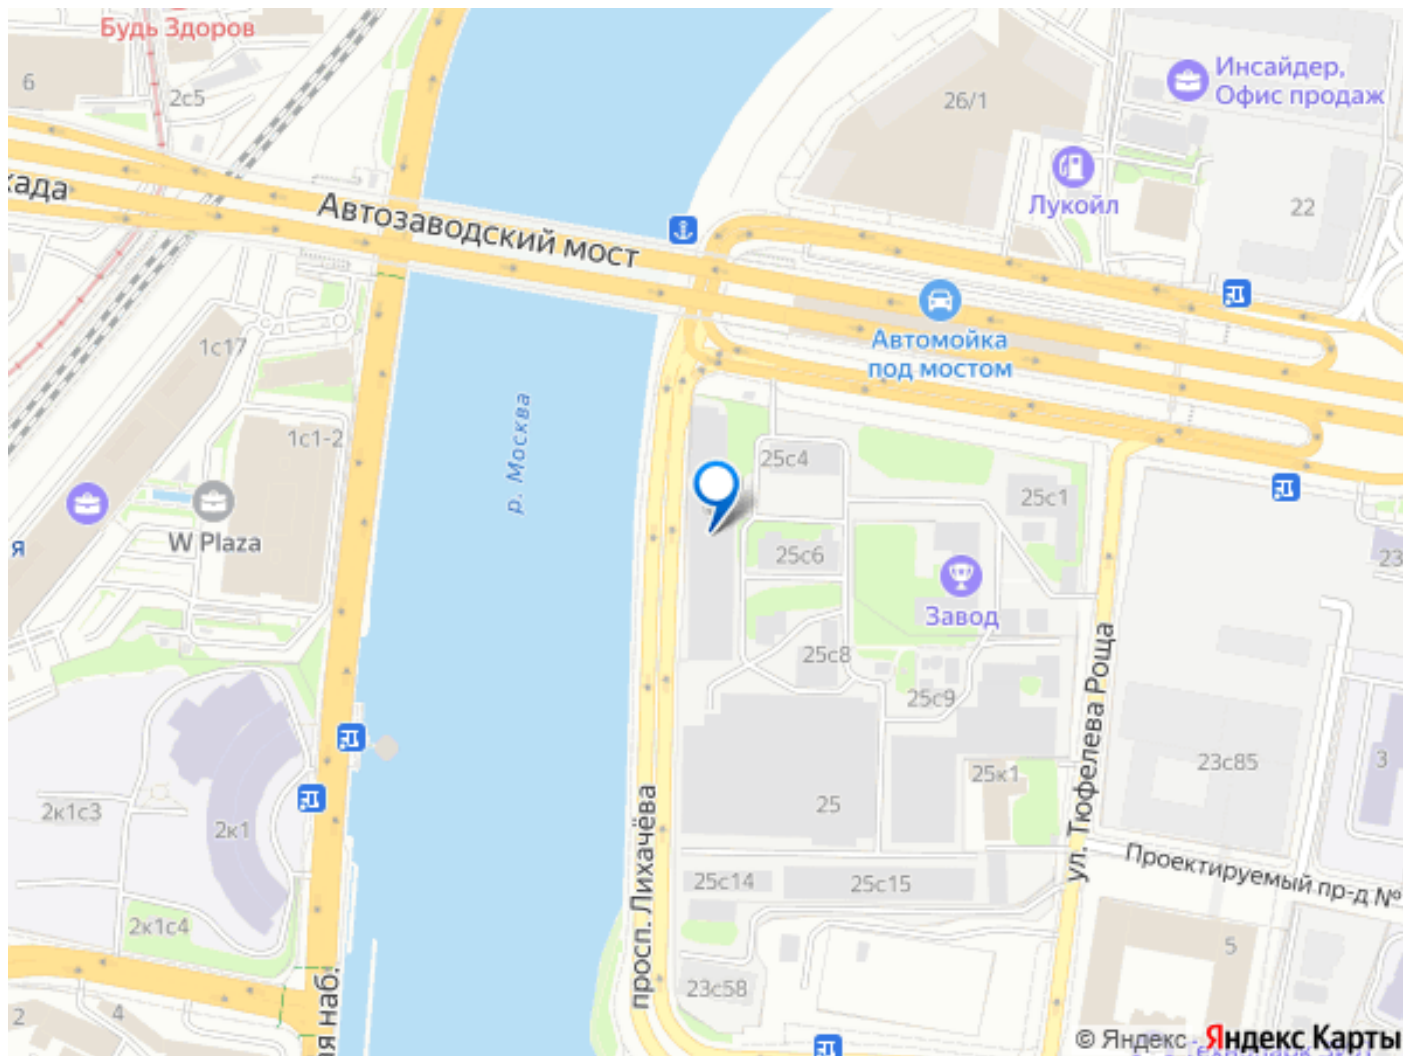 Будь Здоров
6
2с5
Инсайдер,
Офис продаж
26/1
Лукойл
22
Автозаводский мост
Автомойка
под мостом
1с17
1с1-2
р. Москва
25с4
25с1
W Plaza
я
25с6
23
Завод
25с8
25с9
ул. Тюфелева Роща
23с85
3
25к1
2к1с3
2к1
25
просп. Лихачёва
Проектируемый пр-д №
25с14
25с15
2к1с4
5
23с58
2
4
наб.
© Яндекс
Яндекс Карты